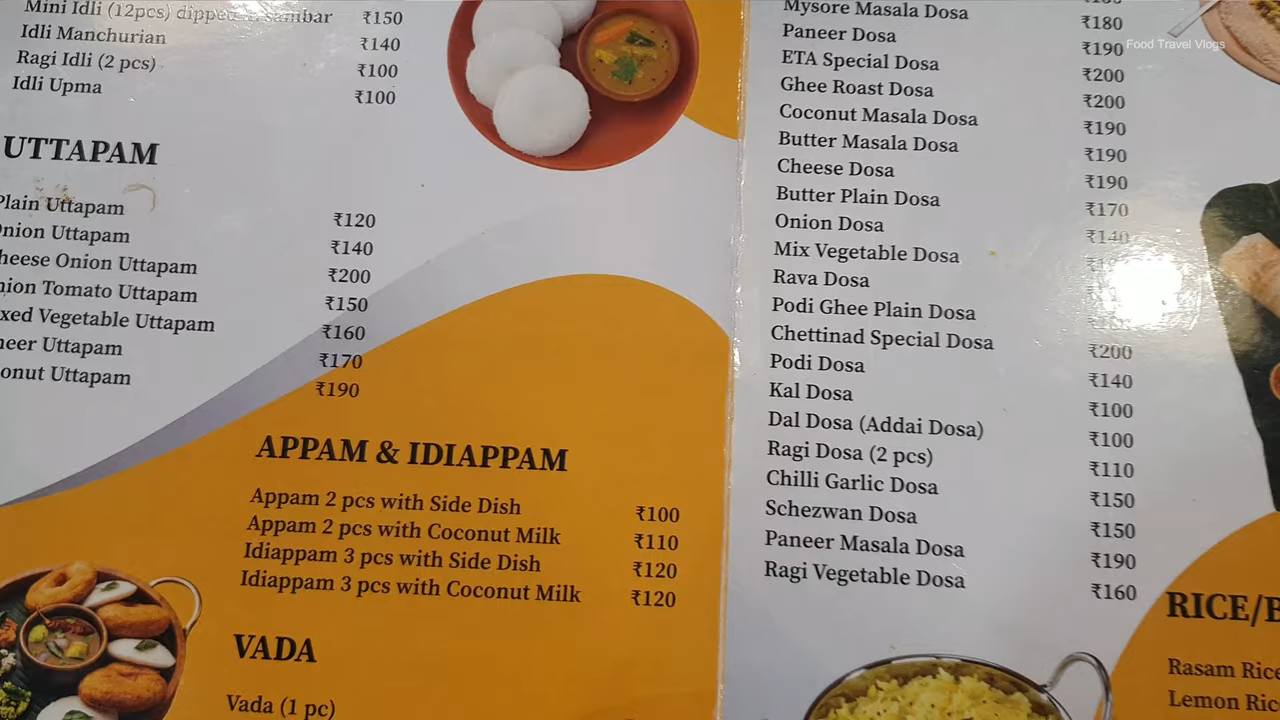 Mini Idli (12pcs) dipped in sambar ₹150
Idli Manchurian ₹140
Ragi Idli (2 pcs) ₹100
Idli Upma ₹100
UTTAPAM
Plain Uttapam ₹120
nion Uttapam ₹140
heese Onion Uttapam ₹200
nion Tomato Uttapam ₹150
xed Vegetable Uttapam ₹160
neer Uttapam ₹170
onut Uttapam ₹190
APPAM & IDIAPPAM
Appam 2 pcs with Side Dish ₹100
Appam 2 pcs with Coconut Milk ₹110
Idiappam 3 pcs with Side Dish ₹120
Idiappam 3 pcs with Coconut Milk ₹120
VADA
Vada (1 pc)
Mysore Masala Dosa ₹180
Paneer Dosa ₹190
ETA Special Dosa ₹200
Ghee Roast Dosa ₹200
Coconut Masala Dosa ₹190
Butter Masala Dosa ₹190
Cheese Dosa ₹190
Butter Plain Dosa ₹170
Onion Dosa ₹140
Mix Vegetable Dosa
Rava Dosa
Podi Ghee Plain Dosa
Chettinad Special Dosa ₹200
Podi Dosa ₹140
Kal Dosa ₹100
Dal Dosa (Addai Dosa) ₹100
Ragi Dosa (2 pcs) ₹110
Chilli Garlic Dosa ₹150
Schezwan Dosa ₹150
Paneer Masala Dosa ₹190
Ragi Vegetable Dosa ₹160
RICE/B
Rasam Rice
Lemon Ric
Food Travel Vlogs